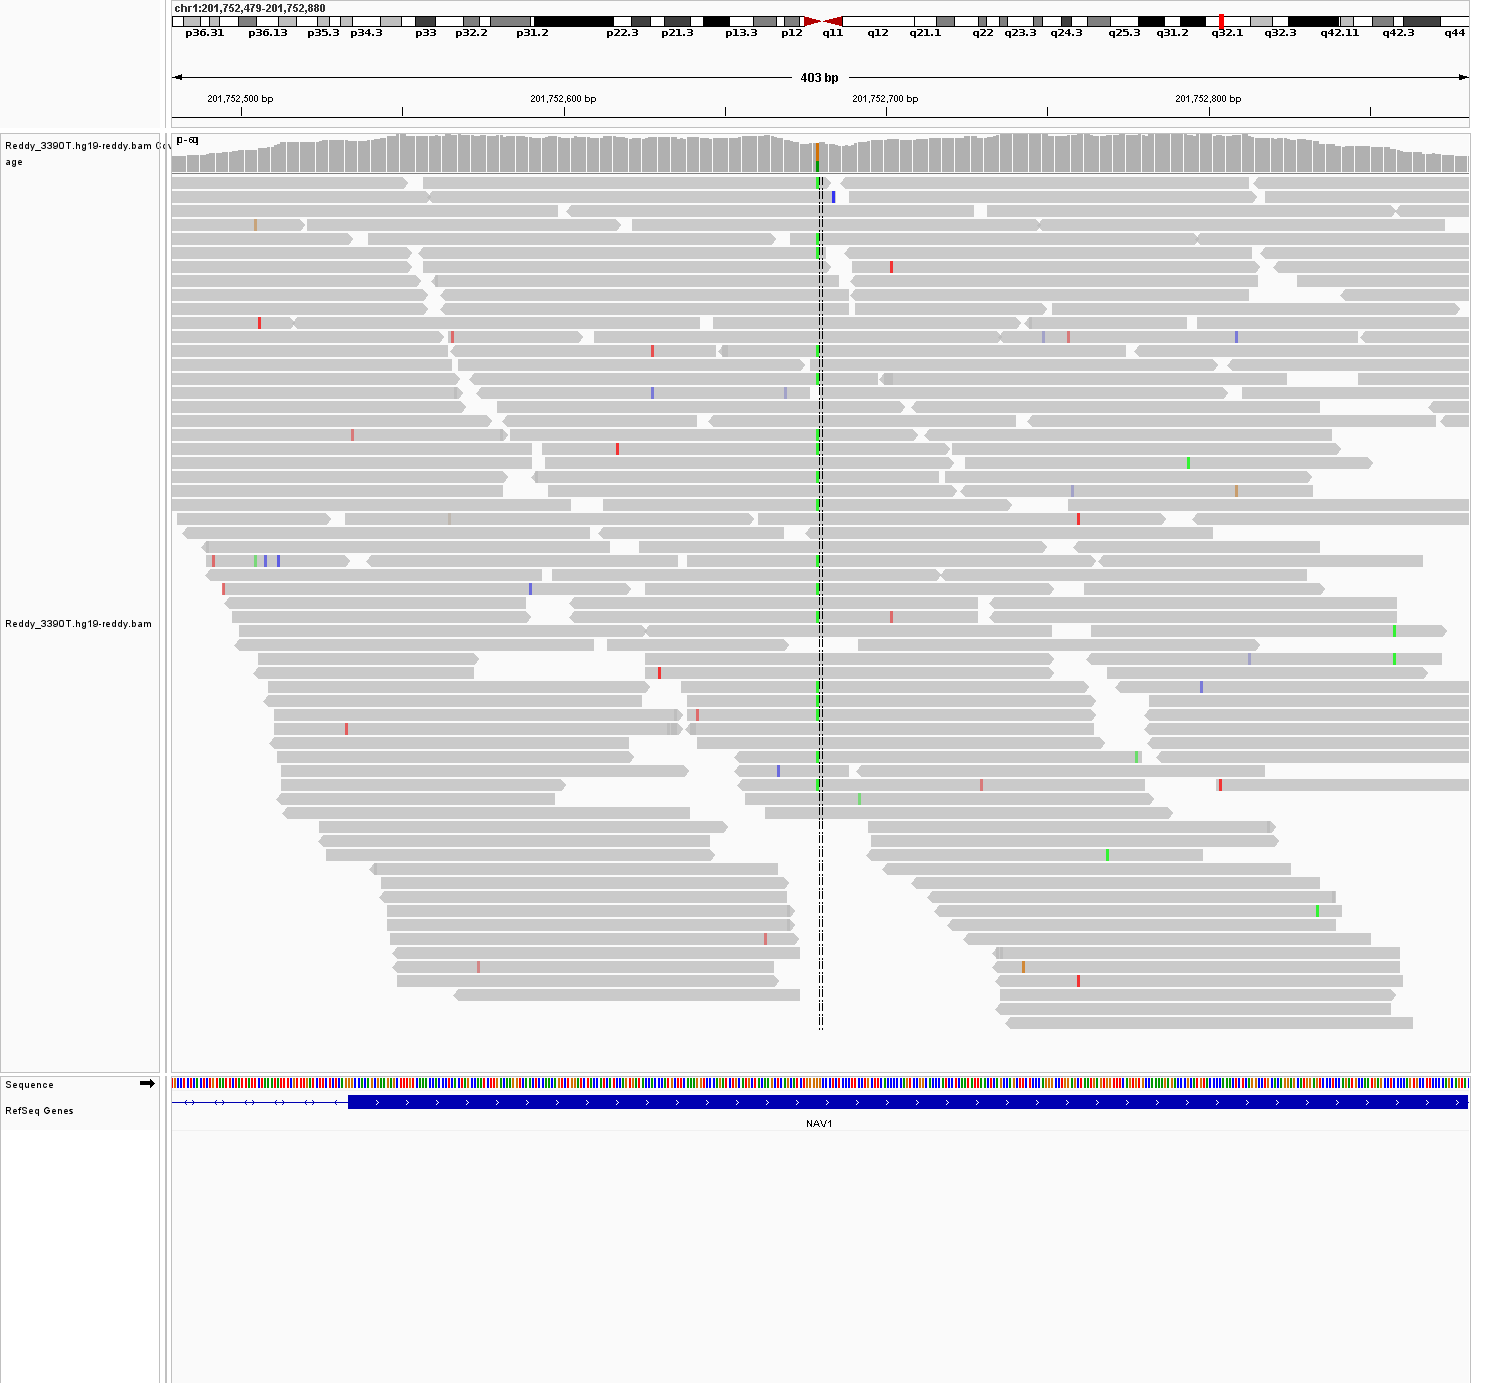 chr1:201,752,479-201,752,880
p36.31 p36.13 p35.3 p34.3 p33 p32.2 p31.2 p22.3 p21.3 p13.3 p12 q11 q12 q21.1 q22 q23.3 q24.3 q25.3 q31.2 q32.1 q32.3 q42.11 q42.3 q44
403 bp
201,752,500 bp 201,752,600 bp 201,752,700 bp 201,752,800 bp
Reddy_3390T.hg19-reddy.bam Cov
age
[0 - 60]
Reddy_3390T.hg19-reddy.bam
Sequence
RefSeq Genes
NAV1